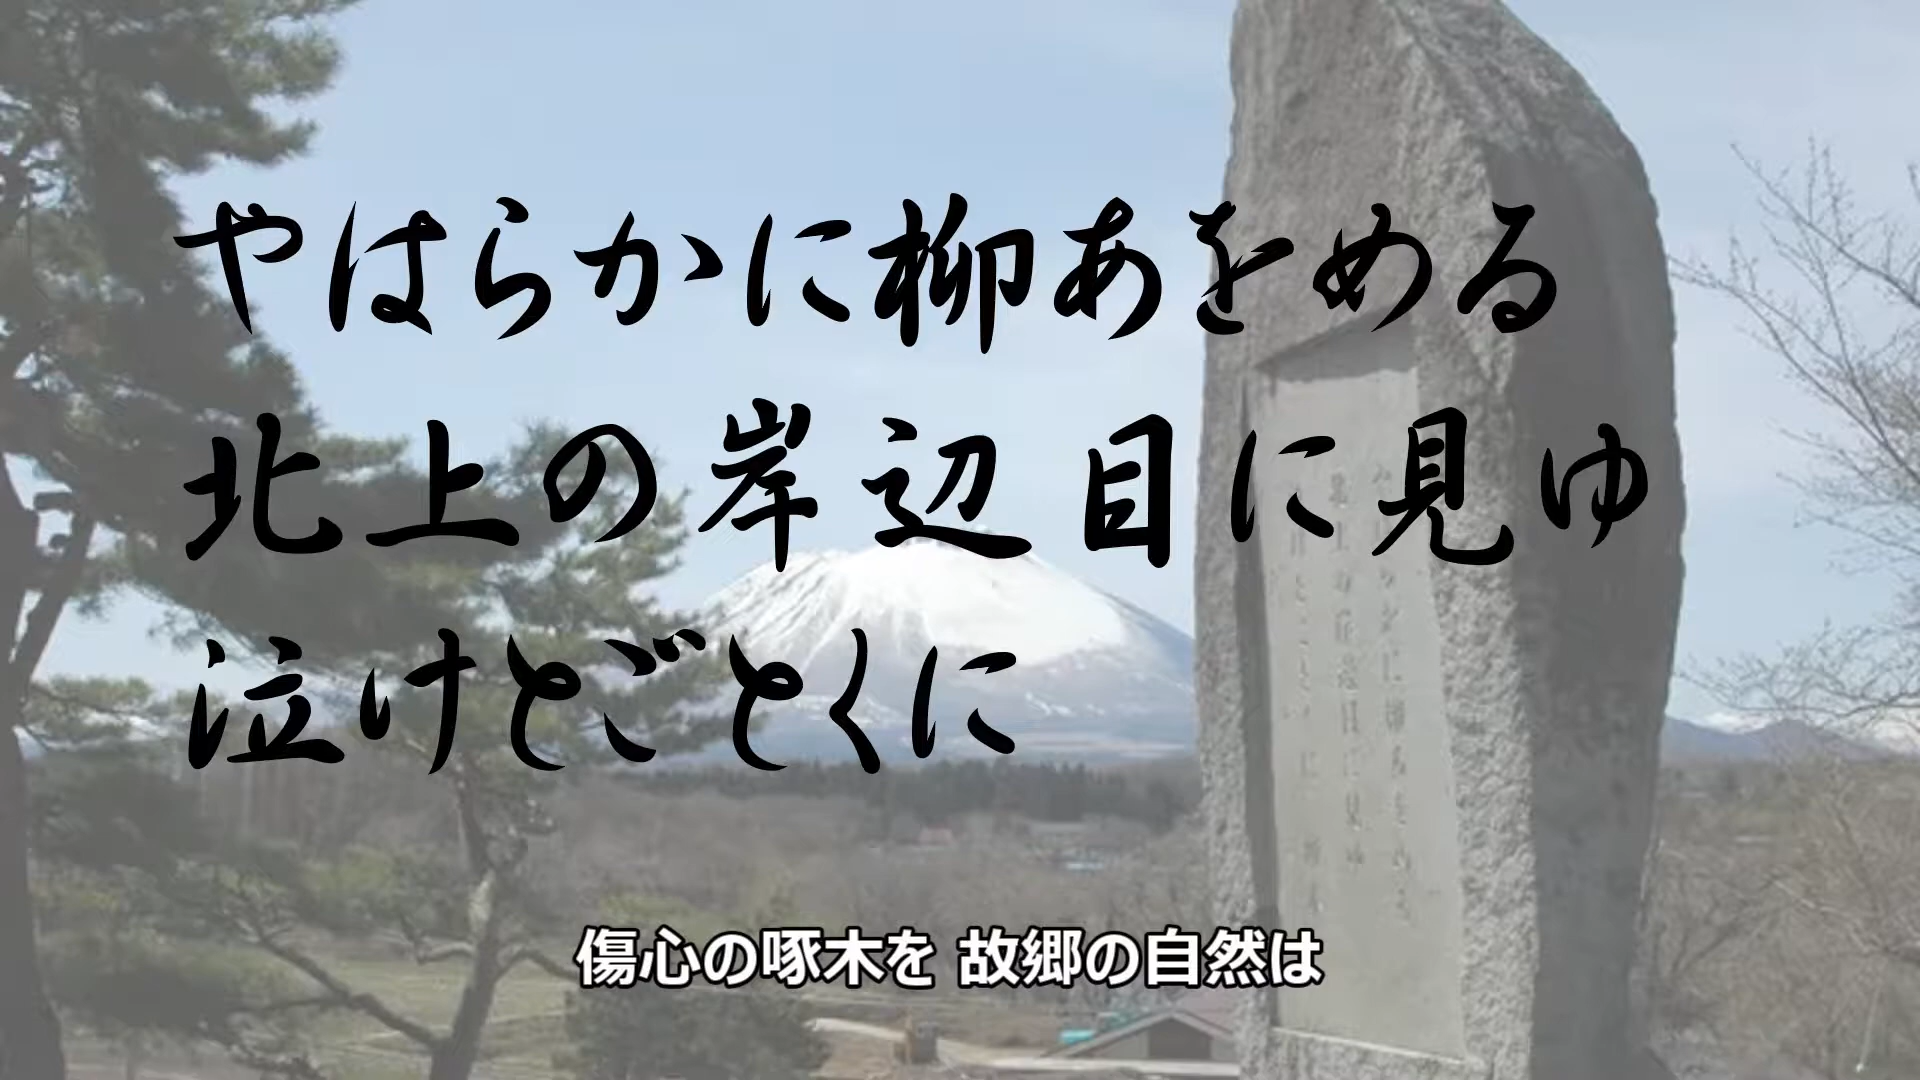 やはらかに柳あをめる
北上の岸辺目に見ゆ
泣けとごとくに
傷心の啄木を 故郷の自然は